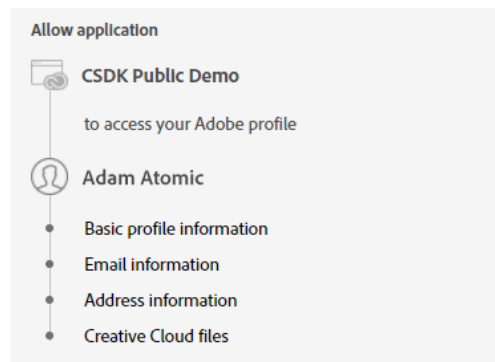 Allow application
CSDK Public Demo
to access your Adobe profile
Adam Atomic
Basic profile information
Email information
Address information
Creative Cloud files